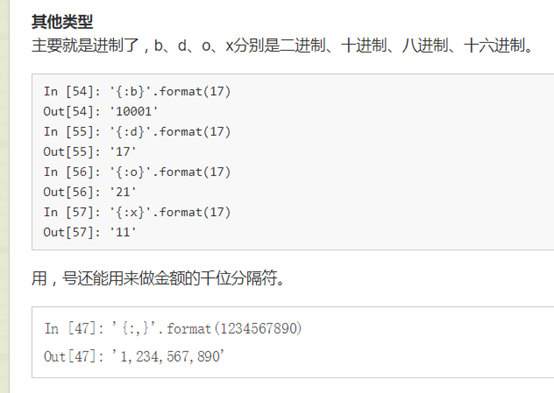 其他类型
主要就是进制了，b、d、o、x分别是二进制、十进制、八进制、十六进制。
In [54]: '{:b}'.format(17)
Out[54]: '10001'
In [55]: '{:d}'.format(17)
Out[55]: '17'
In [56]: '{:o}'.format(17)
Out[56]: '21'
In [57]: '{:x}'.format(17)
Out[57]: '11'
用，号还能用来做金额的千位分隔符。
In [47]: '{:,}'.format(1234567890)
Out[47]: '1,234,567,890'